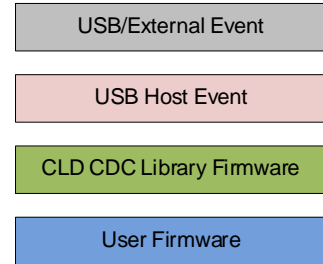 USB/External Event
USB Host Event
CLD CDC Library Firmware
User Firmware